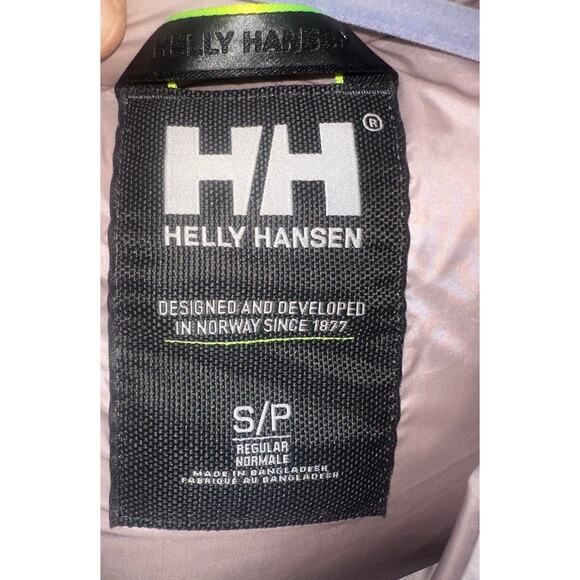 HELLY HANSEN
HH®
HELLY HANSEN
DESIGNED AND DEVELOPED
IN NORWAY SINCE 1877
S/P
REGULAR
NORMALE
MADE IN BANGLADESH
FABRIQUÉ AU BANGLADESH